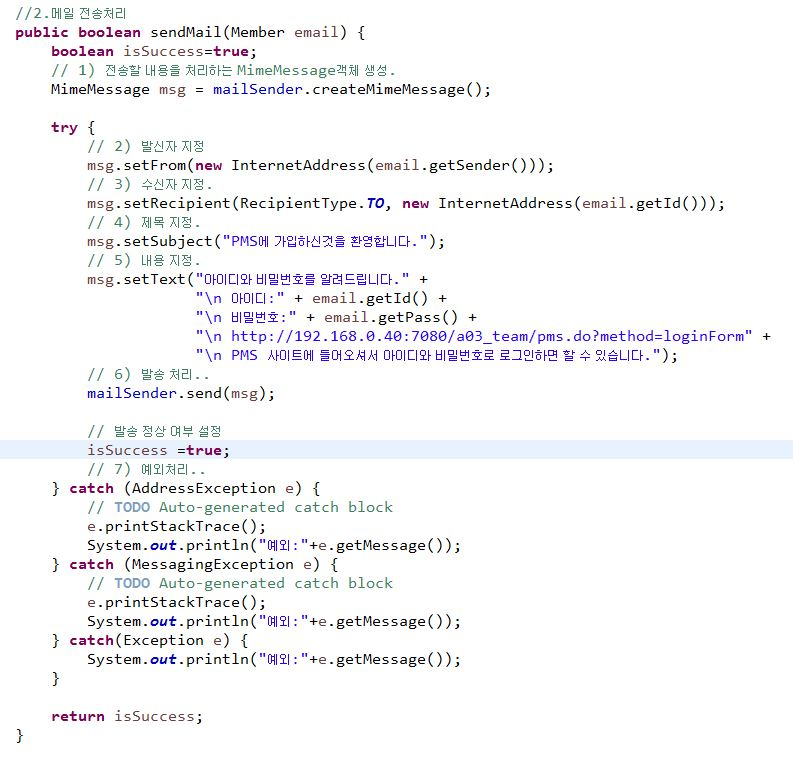 //2.메일 전송처리
public boolean sendMail(Member email) {
boolean isSuccess=true;
// 1) 전송할 내용을 처리하는 MimeMessage객체 생성.
MimeMessage msg = mailSender.createMimeMessage();
try {
// 2) 발신자 지정
msg.setFrom(new InternetAddress(email.getSender()));
// 3) 수신자 지정.
msg.setRecipient(RecipientType.TO, new InternetAddress(email.getId()));
// 4) 제목 지정.
msg.setSubject("PMS에 가입하신것을 환영합니다.");
// 5) 내용 지정.
msg.setText("아이디와 비밀번호를 알려드립니다." +
"\n 아이디:" + email.getId() +
"\n 비밀번호:" + email.getPass() +
"\n http://192.168.0.40:7080/a03_team/pms.do?method=loginForm" +
"\n PMS 사이트에 들어오셔서 아이디와 비밀번호로 로그인하면 할 수 있습니다.");
// 6) 발송 처리..
mailSender.send(msg);
// 발송 정상 여부 설정
isSuccess =true;
// 7) 예외처리..
} catch (AddressException e) {
// TODO Auto-generated catch block
e.printStackTrace();
System.out.println("예외:"+e.getMessage());
} catch (MessagingException e) {
// TODO Auto-generated catch block
e.printStackTrace();
System.out.println("예외:"+e.getMessage());
} catch(Exception e) {
System.out.println("예외:"+e.getMessage());
}
return isSuccess;
}